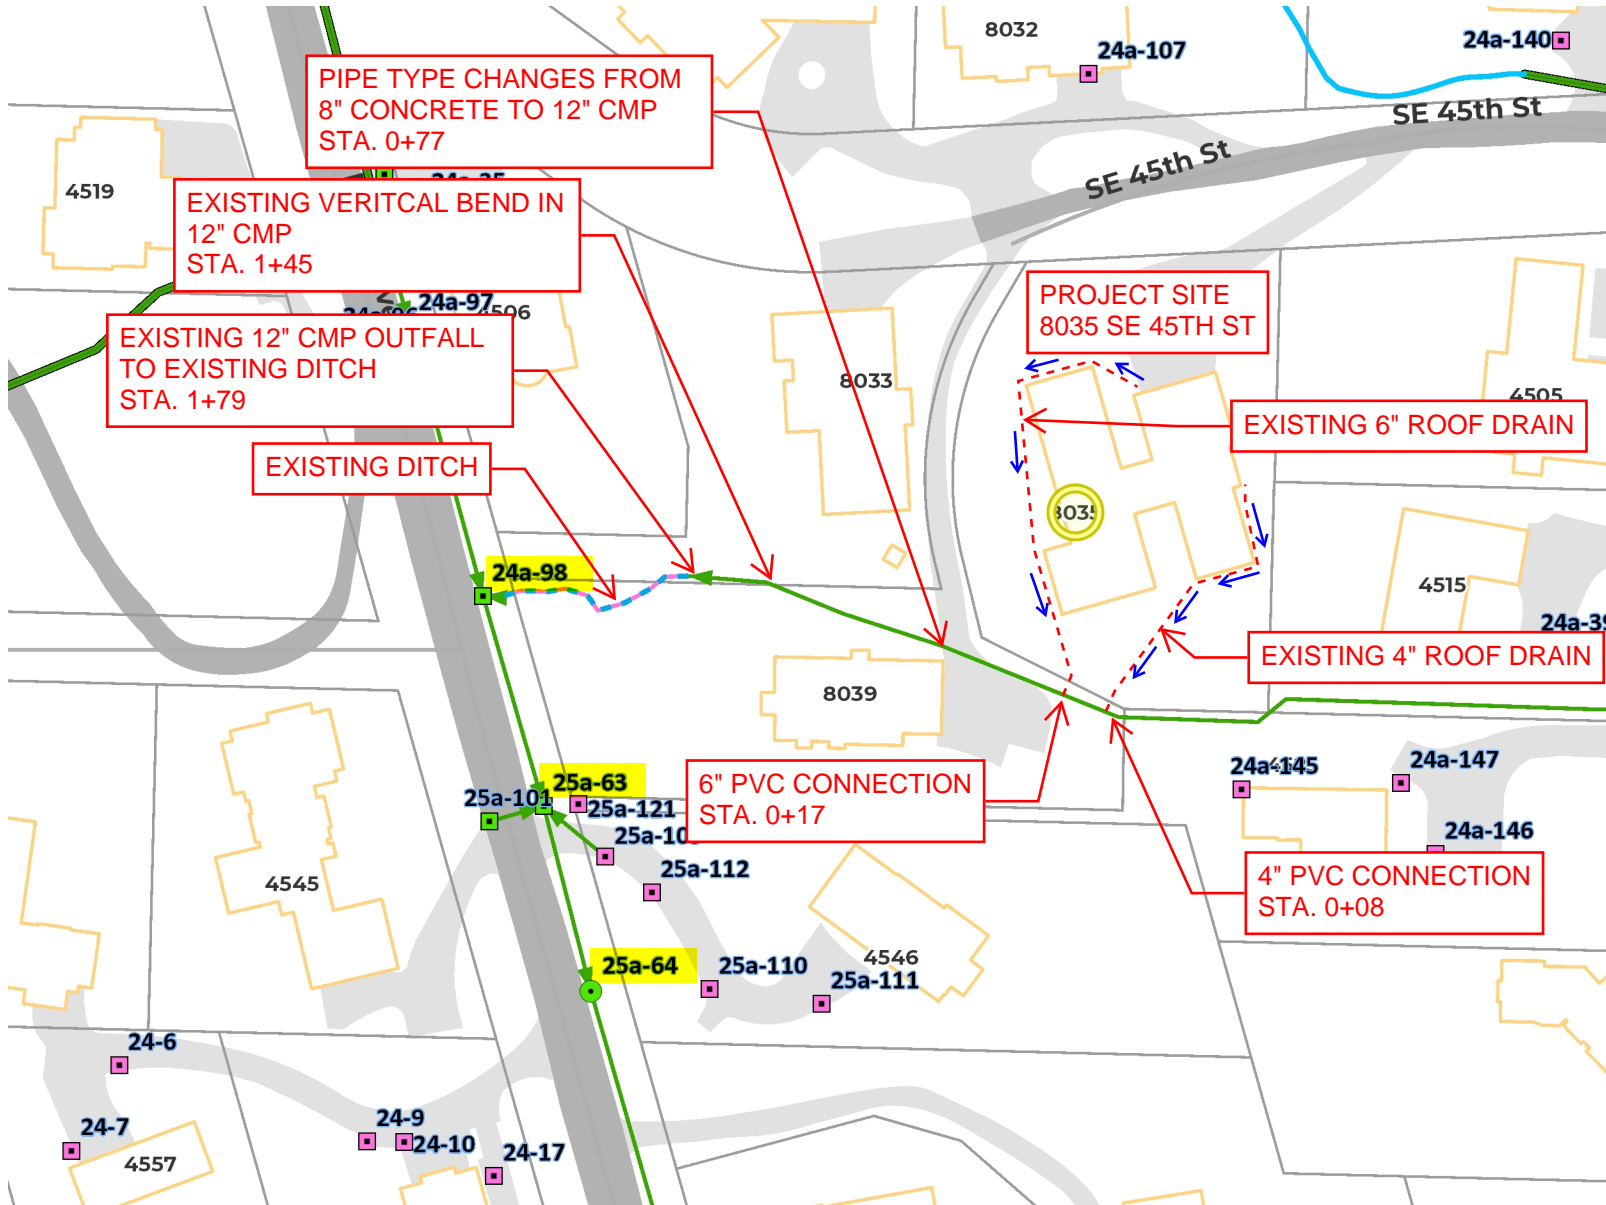 8032
24a-107
24a-140
SE 45th St
SE 45th St
PIPE TYPE CHANGES FROM
8" CONCRETE TO 12" CMP
STA. 0+77
4519
EXISTING VERITCAL BEND IN
12" CMP
STA. 1+45
24a-97
4506
PROJECT SITE
8035 SE 45TH ST
EXISTING 12" CMP OUTFALL
TO EXISTING DITCH
STA. 1+79
8033
4505
EXISTING 6" ROOF DRAIN
EXISTING DITCH
8035
24a-98
4515
EXISTING 4" ROOF DRAIN
8039
6" PVC CONNECTION
STA. 0+17
24a-145
24a-147
25a-63
25a-101
25a-121
24a-146
25a-112
4" PVC CONNECTION
STA. 0+08
4545
4546
25a-64
25a-110
25a-111
24-6
24-7
24-9
24-10
24-17
4557